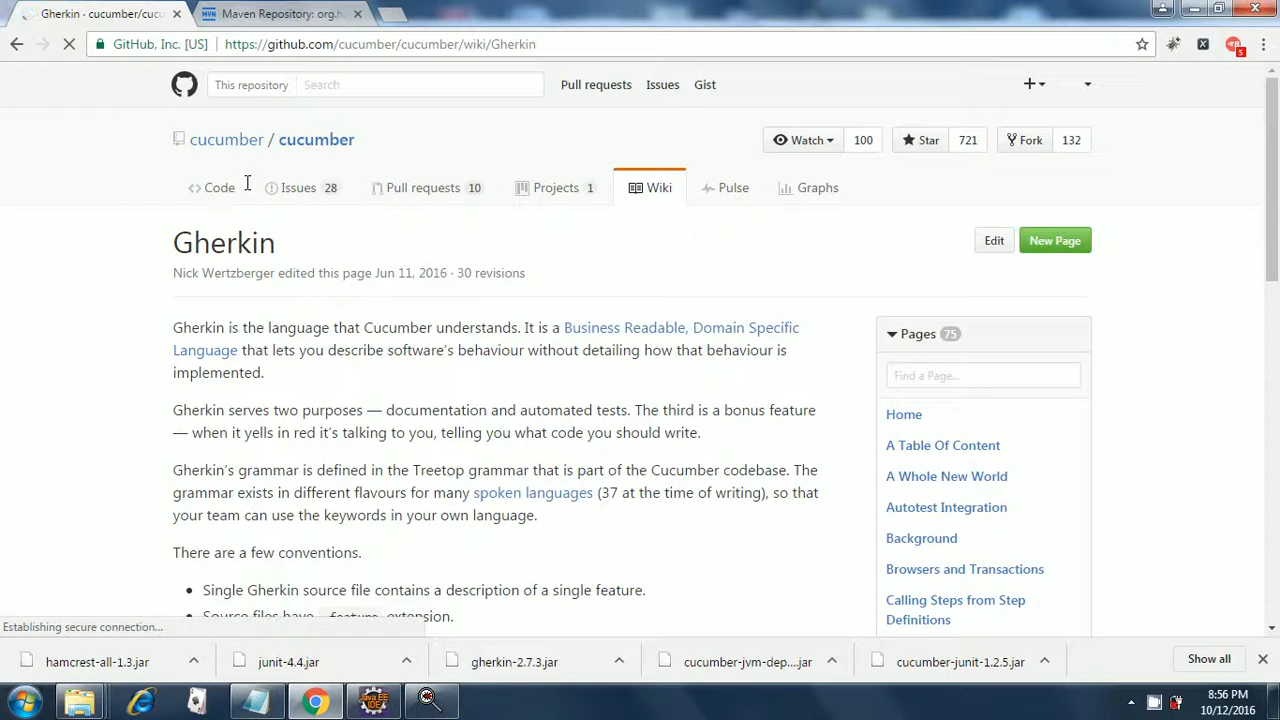 Gherkin · cucumber/cucu
Maven Repository: org.h
GitHub, Inc. [US]
https://github.com/cucumber/cucumber/wiki/Gherkin
5
This repository
Search
Pull requests
Issues
Gist
cucumber / cucumber
Watch
100
Star
721
Fork
132
Code
Issues 28
Pull requests 10
Projects 1
Wiki
Pulse
Graphs
Gherkin
Edit
New Page
Nick Wertzberger edited this page Jun 11, 2016 · 30 revisions
Gherkin is the language that Cucumber understands. It is a Business Readable, Domain Specific
Language that lets you describe software's behaviour without detailing how that behaviour is
implemented.
Gherkin serves two purposes — documentation and automated tests. The third is a bonus feature
— when it yells in red it's talking to you, telling you what code you should write.
Gherkin's grammar is defined in the Treetop grammar that is part of the Cucumber codebase. The
grammar exists in different flavours for many spoken languages (37 at the time of writing), so that
your team can use the keywords in your own language.
There are a few conventions.
Single Gherkin source file contains a description of a single feature.
Source files have .feature extension.
Pages 75
Find a Page...
Home
A Table Of Content
A Whole New World
Autotest Integration
Background
Browsers and Transactions
Calling Steps from Step
Definitions
Establishing secure connection...
hamcrest-all-1.3.jar
junit-4.4.jar
gherkin-2.7.3.jar
cucumber-jvm-dep....jar
cucumber-junit-1.2.5.jar
Show all
Java EE
IDE
8:56 PM
10/12/2016